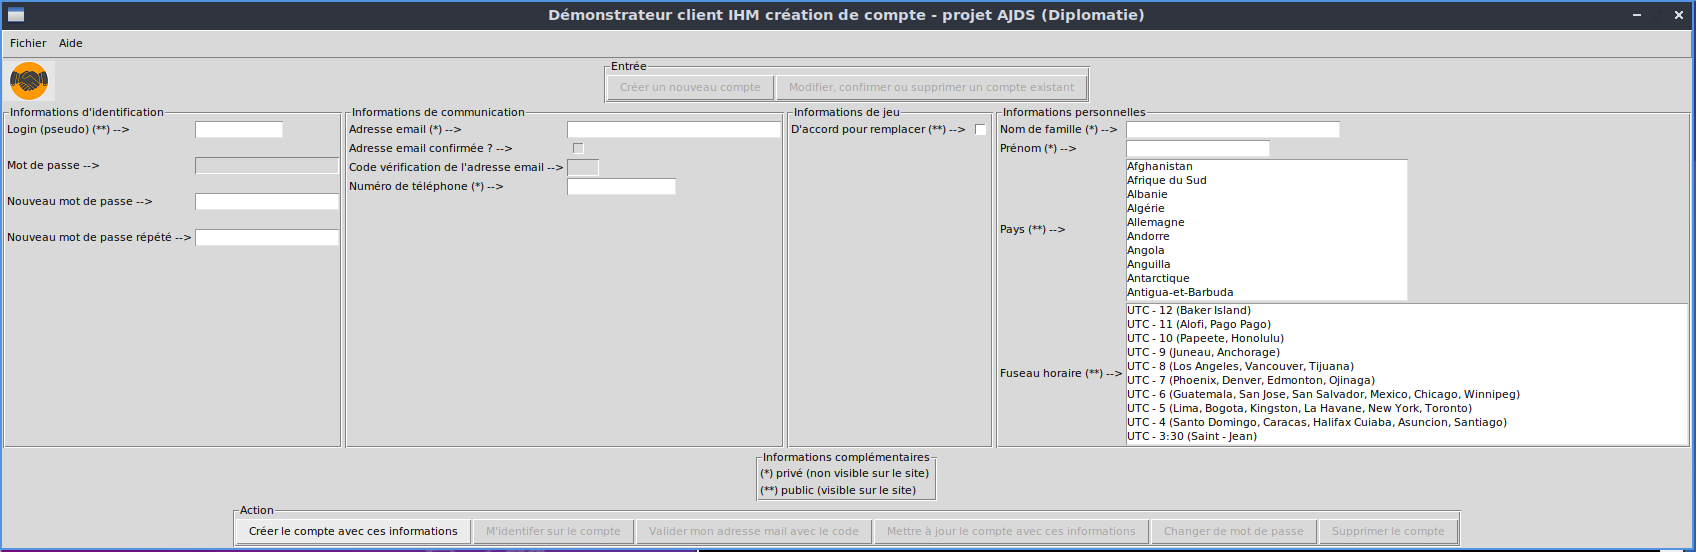 Démonstrateur client IHM création de compte - projet AJDS (Diplomatie)
Fichier Aide
Entrée
Créer un nouveau compte Modifier, confirmer ou supprimer un compte existant
Informations d'identification
Login (pseudo) (**) -->
Mot de passe -->
Nouveau mot de passe -->
Nouveau mot de passe répété -->
Informations de communication
Adresse email (*) -->
Adresse email confirmée ? -->
Code vérification de l'adresse email -->
Numéro de téléphone (*) -->
Informations de jeu
D'accord pour remplacer (**) -->
Informations personnelles
Nom de famille (*) -->
Prénom (*) -->
Pays (**) -->
Afghanistan
Afrique du Sud
Albanie
Algérie
Allemagne
Andorre
Angola
Anguilla
Antarctique
Antigua-et-Barbuda
Fuseau horaire (**) -->
UTC - 12 (Baker Island)
UTC - 11 (Alofi, Pago Pago)
UTC - 10 (Papeete, Honolulu)
UTC - 9 (Juneau, Anchorage)
UTC - 8 (Los Angeles, Vancouver, Tijuana)
UTC - 7 (Phoenix, Denver, Edmonton, Ojinaga)
UTC - 6 (Guatemala, San Jose, San Salvador, Mexico, Chicago, Winnipeg)
UTC - 5 (Lima, Bogota, Kingston, La Havane, New York, Toronto)
UTC - 4 (Santo Domingo, Caracas, Halifax Cuiaba, Asuncion, Santiago)
UTC - 3:30 (Saint - Jean)
Informations complémentaires
(*) privé (non visible sur le site)
(**) public (visible sur le site)
Action
Créer le compte avec ces informations M'identifer sur le compte Valider mon adresse mail avec le code Mettre à jour le compte avec ces informations Changer de mot de passe Supprimer le compte